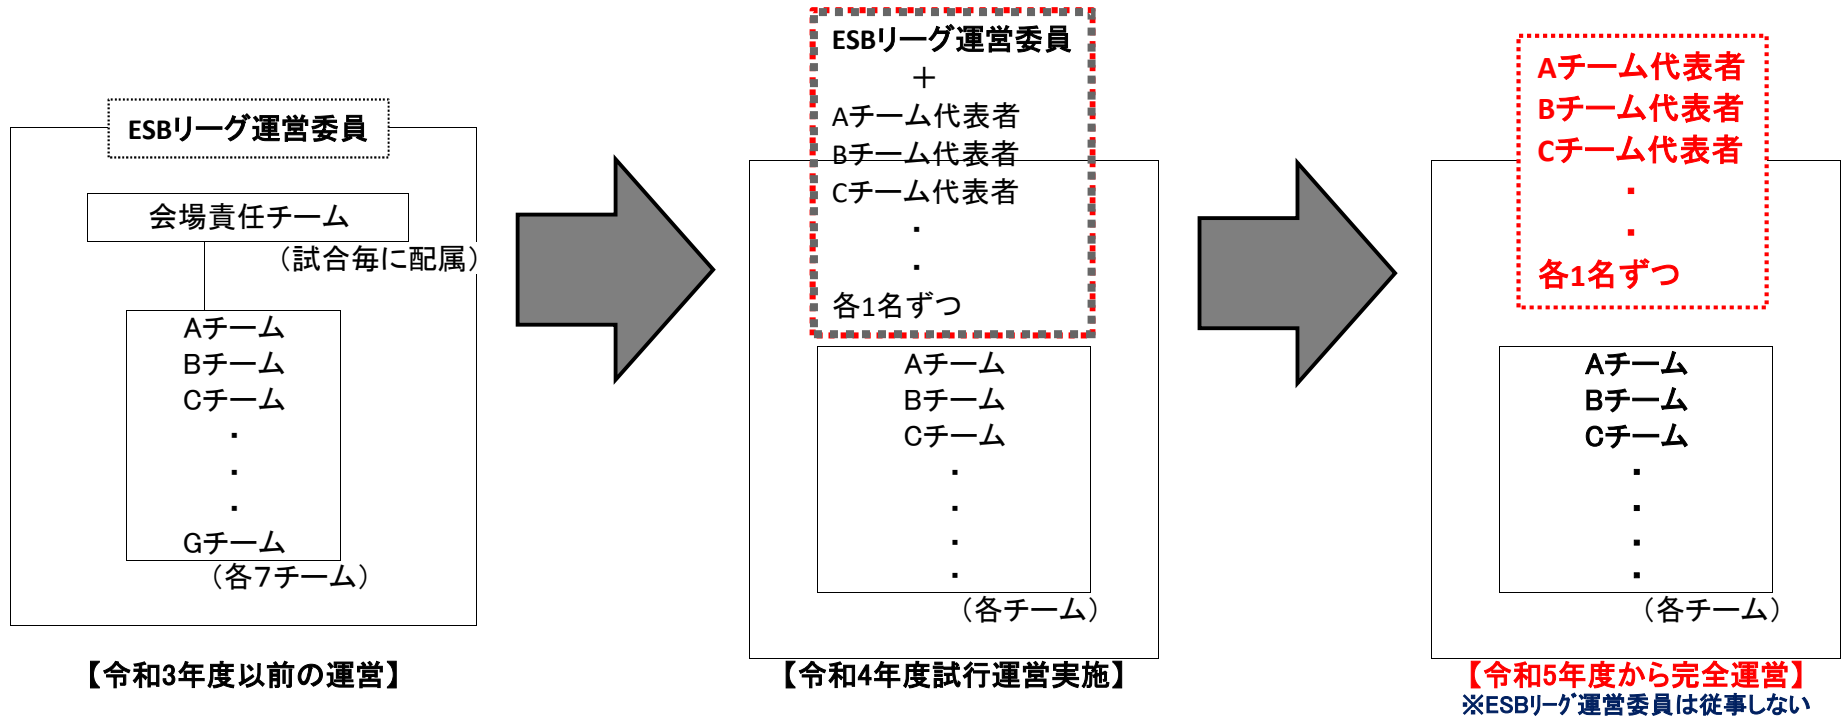 ESBリーグ運営委員
会場責任チーム
（試合毎に配属）
Aチーム
Bチーム
Cチーム
・
・
・
Gチーム
（各７チーム）
【令和3年度以前の運営】
ESBリーグ運営委員
＋
Aチーム代表者
Bチーム代表者
Cチーム代表者
・
・
各1名ずつ
Aチーム
Bチーム
Cチーム
・
・
・
・
（各チーム）
【令和4年度試行運営実施】
Aチーム代表者
Bチーム代表者
Cチーム代表者
・
・
各1名ずつ
Aチーム
Bチーム
Cチーム
・
・
・
・
（各チーム）
【令和5年度から完全運営】
※ESBﾘｰｸﾞ運営委員は従事しない